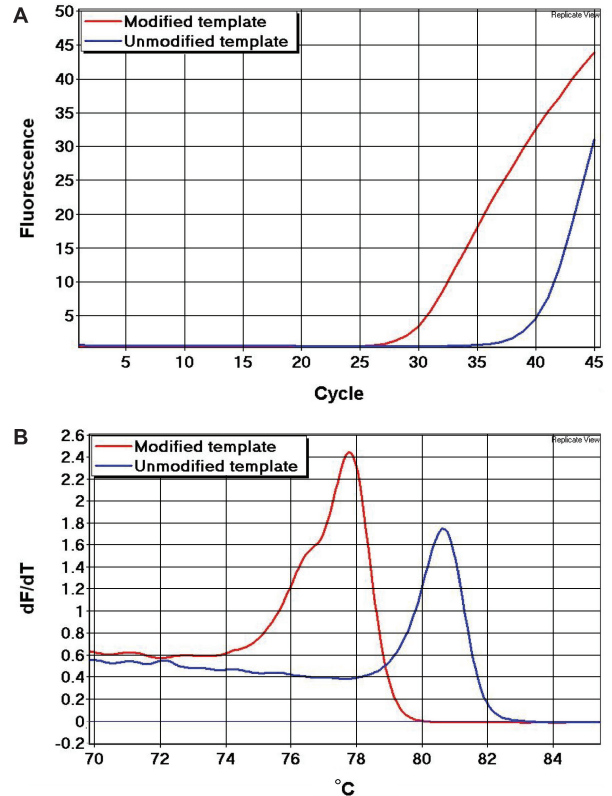 A
Replicate View
Modified template
Unmodified template
50
45
40
35
30
25
20
15
10
5
Fluorescence
5 10 15 20 25 30 35 40 45
Cycle
B
Replicate View
Modified template
Unmodified template
2.6
2.4
2.2
2
1.8
1.6
1.4
1.2
1
0.8
0.6
0.4
0.2
0
-0.2
dF/dT
70 72 74 76 78 80 82 84
°C